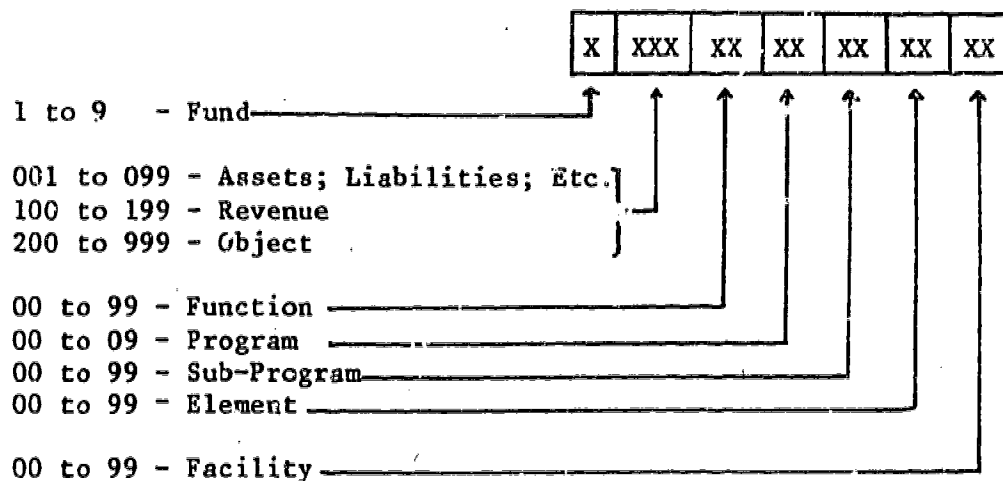 X XXX XX XX XX XX XX
1 to 9 - Fund
001 to 099 - Assets; Liabilities; Etc.
100 to 199 - Revenue
200 to 999 - Object
00 to 99 - Function
00 to 09 - Program
00 to 99 - Sub-Program
00 to 99 - Element
00 to 99 - Facility